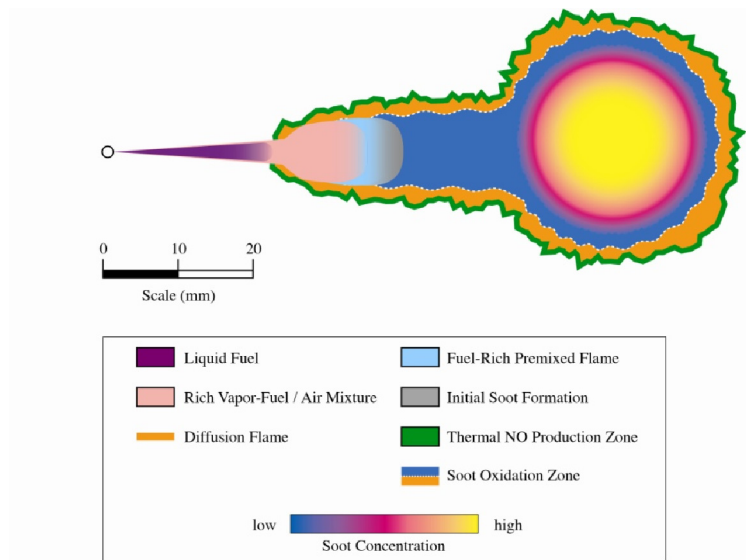 0 10 20
Scale (mm)
Liquid Fuel
Fuel-Rich Premixed Flame
Rich Vapor-Fuel / Air Mixture
Initial Soot Formation
Diffusion Flame
Thermal NO Production Zone
Soot Oxidation Zone
low high
Soot Concentration